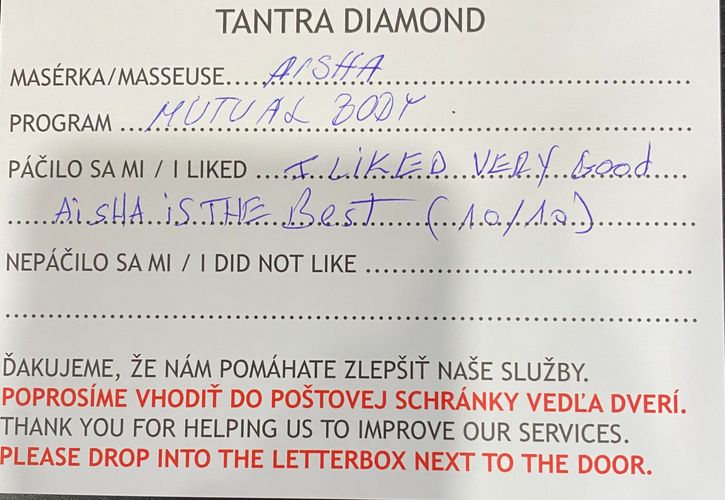 TANTRA DIAMOND
MASÉRKA/MASSEUSE....AISHA
PROGRAM ...MUTUAL BODY
PÁČILO SA MI / I LIKED ....I LIKED VERY Good
AiSHA iS THE Best (10/10)
NEPÁČILO SA MI / I DID NOT LIKE
ĎAKUJEME, ŽE NÁM POMÁHATE ZLEPŠIŤ NAŠE SLUŽBY.
POPROSÍME VHODIŤ DO POŠTOVEJ SCHRÁNKY VEDĽA DVERÍ.
THANK YOU FOR HELPING US TO IMPROVE OUR SERVICES.
PLEASE DROP INTO THE LETTERBOX NEXT TO THE DOOR.